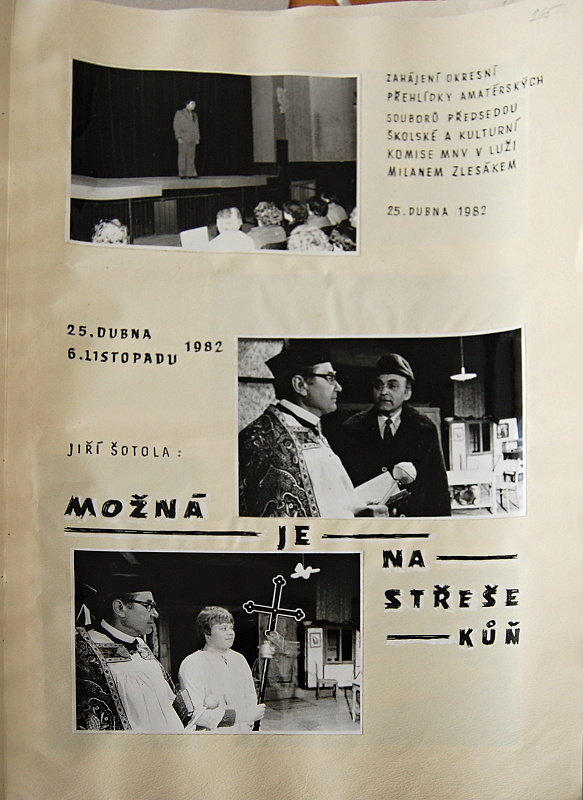 265
ZAHÁJENÍ OKRESNÍ
PŘEHLÍDKY AMATÉRSKÝCH
SOUBORŮ PŘEDSEDOU
ŠKOLSKÉ A KULTURNÍ
KOMISE MNV V LUŽI
MILANEM ZLESÁKEM
25. DUBNA 1982
25. DUBNA
6. LISTOPADU 1982
JIŘÍ ŠOTOLA:
MOŽNÁ
JE
NA
STŘEŠE
KŮŇ